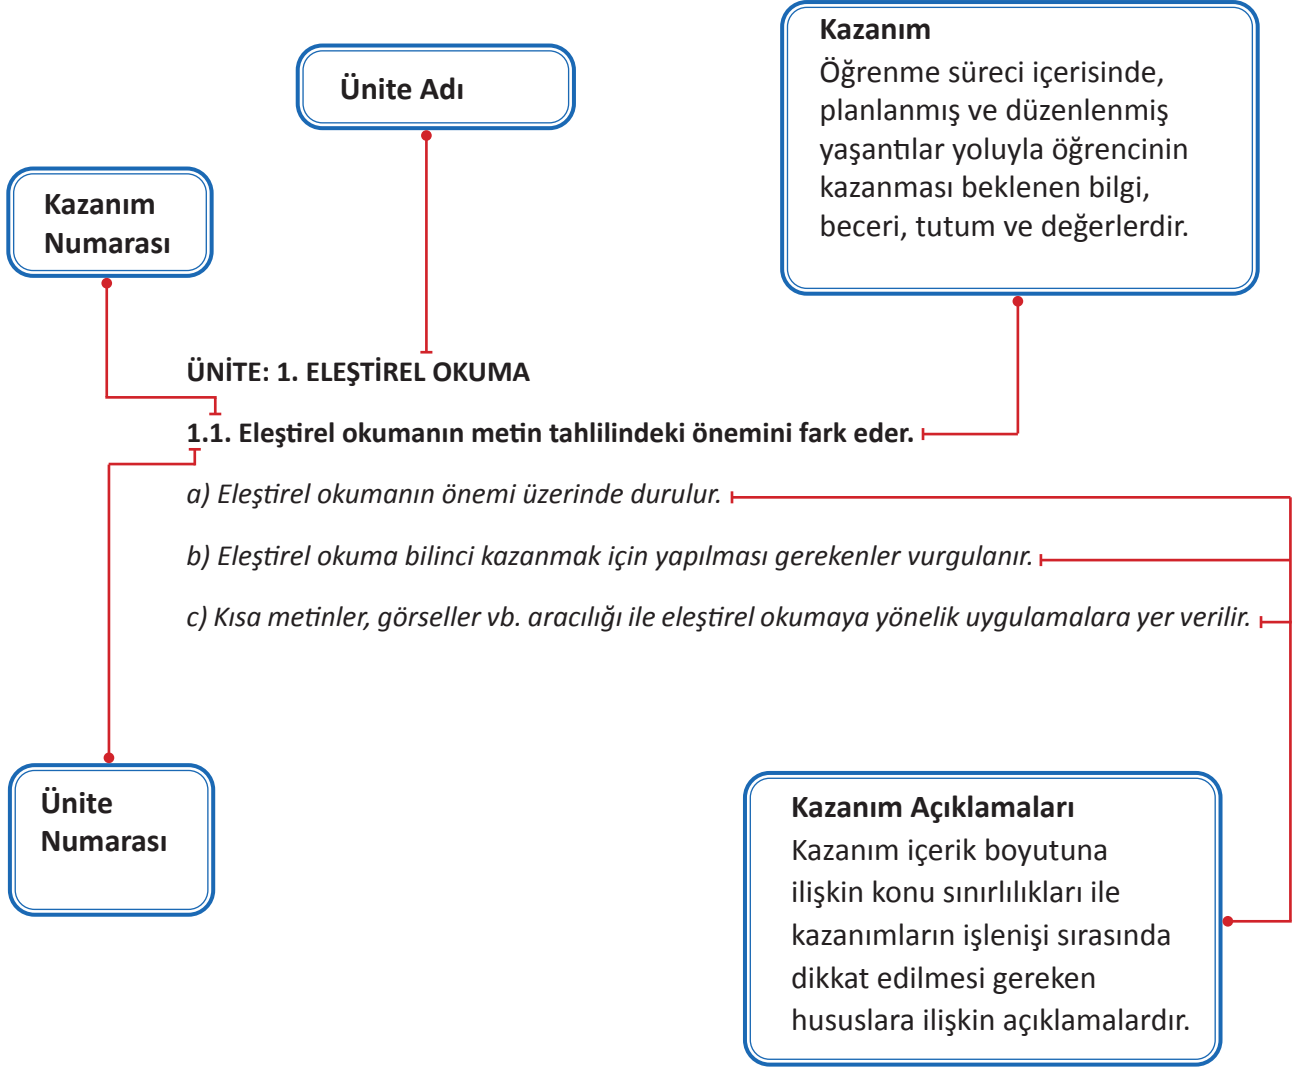 Kazanım
Öğrenme süreci içerisinde,
planlanmış ve düzenlenmiş
yaşantılar yoluyla öğrencinin
kazanması beklenen bilgi,
beceri, tutum ve değerlerdir.
Ünite Adı
Kazanım
Numarası
ÜNİTE: 1. ELEŞTİREL OKUMA
1.1. Eleştirel okumanın metin tahlilindeki önemini fark eder.
a) Eleştirel okumanın önemi üzerinde durulur.
b) Eleştirel okuma bilinci kazanmak için yapılması gerekenler vurgulanır.
c) Kısa metinler, görseller vb. aracılığı ile eleştirel okumaya yönelik uygulamalara yer verilir.
Ünite
Numarası
Kazanım Açıklamaları
Kazanım içerik boyutuna
ilişkin konu sınırlılıkları ile
kazanımların işlenişi sırasında
dikkat edilmesi gereken
hususlara ilişkin açıklamalardır.